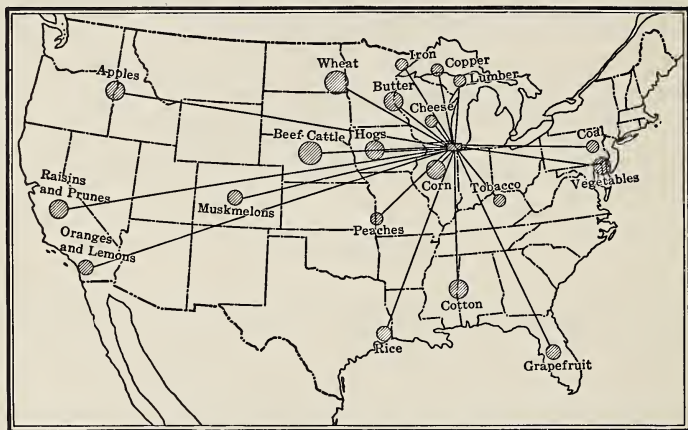 Iron
Copper
Wheat
Lumber
Apples
Butter
Cheese
Beef-Cattle
Hogs
Coal
Raisins
and Prunes
Corn
Tobacco
Vegetables
Muskmelons
Peaches
Oranges
and Lemons
Cotton
Rice
Grapefruit